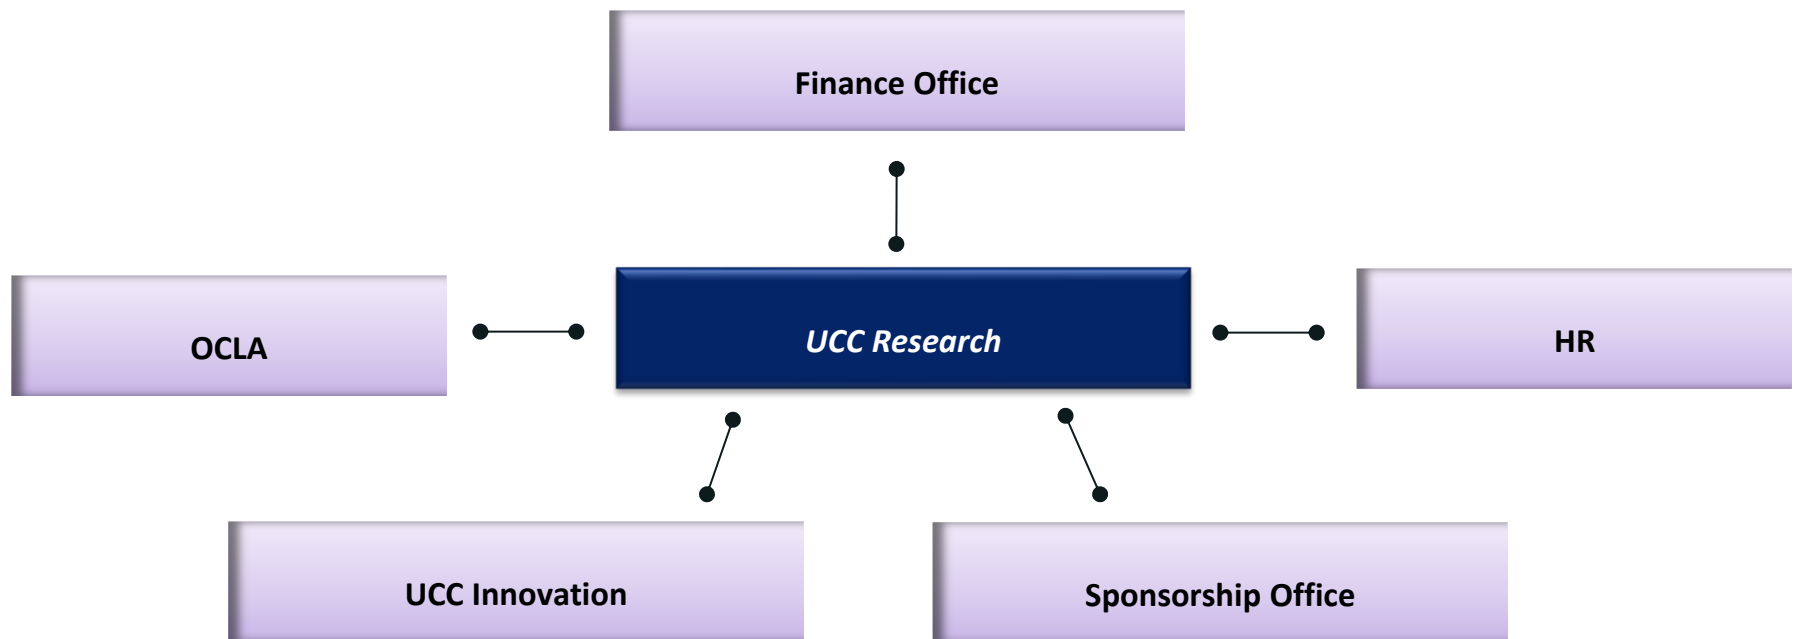 Finance Office
OCLA
UCC Research
HR
UCC Innovation
Sponsorship Office